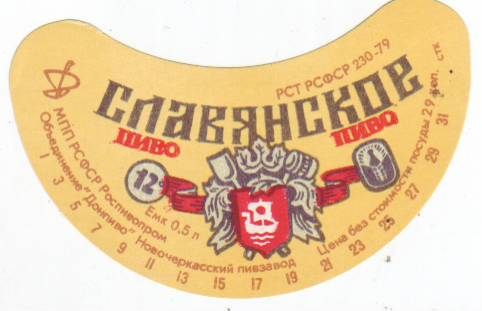 РСТ РСФСР 230-79
СЛАВЯНСКОЕ
ПИВО ПИВО
12
Емк 0.5 л
МПП РСФСР Роспивопром
Объединение "Донпиво" Новочеркасский пивзавод Цена без стоимости посуды 29 коп. СТК
1 3 5 7 9 11 13 15 17 19 21 23 25 27 29 31